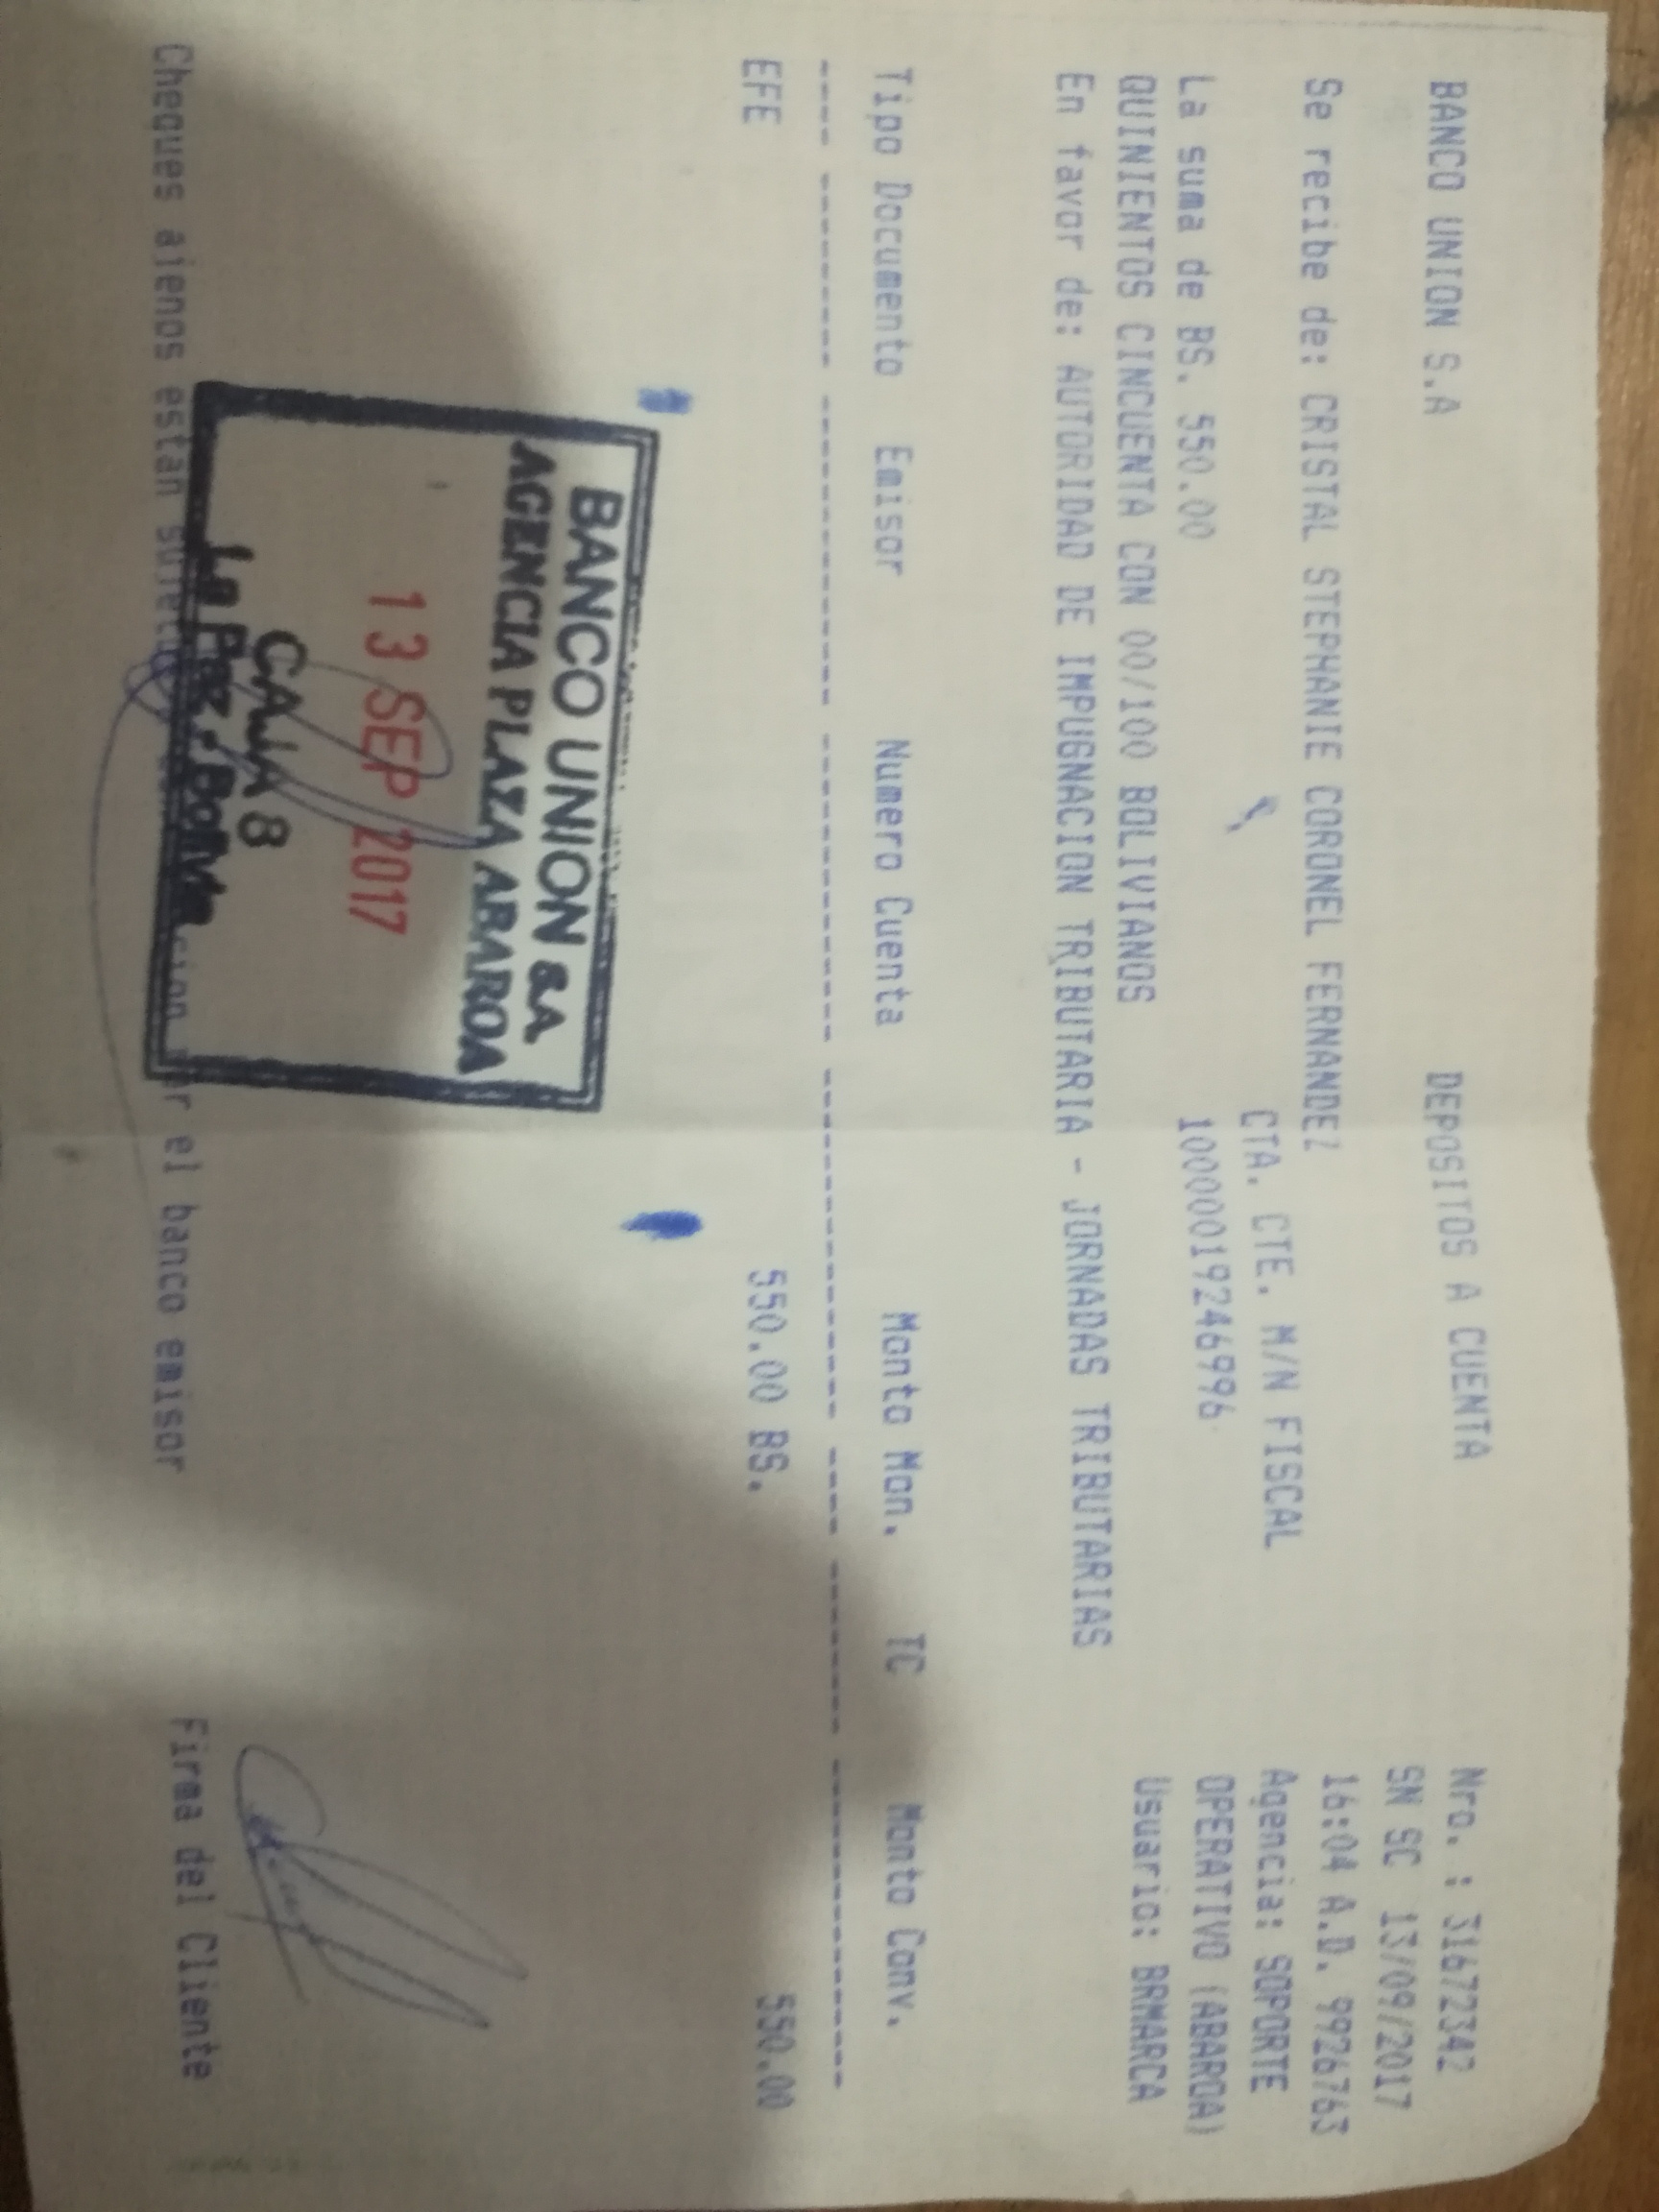 BANCO UNION S.A DEPOSITOS A CUENTA Nro. : 31672342
SN SC 13/09/2017
Se recibe de: CRISTAL STEPHANIE CORONEL FERNANDEZ 16:04 A.D. 9926763
CTA. CTE. M/N FISCAL Agencia: SOPORTE
La suma de BS. 550.00 10000019246996 OPERATIVO (ABAROA)
QUINIENTOS CINCUENTA CON 00/100 BOLIVIANOS Usuario: BRMARCA
En favor de: AUTORIDAD DE IMPUGNACION TRIBUTARIA - JORNADAS TRIBUTARIAS
Tipo Documento Emisor Numero Cuenta Monto Mon. TC Monto Conv.
EFE 550.00 BS. 550.00
BANCO UNION S.A.
AGENCIA PLAZA ABAROA
13 SEP 2017
CAJA 8
La Paz - Bolivia
Cheques ajenos estan el banco emisor Firma del Cliente